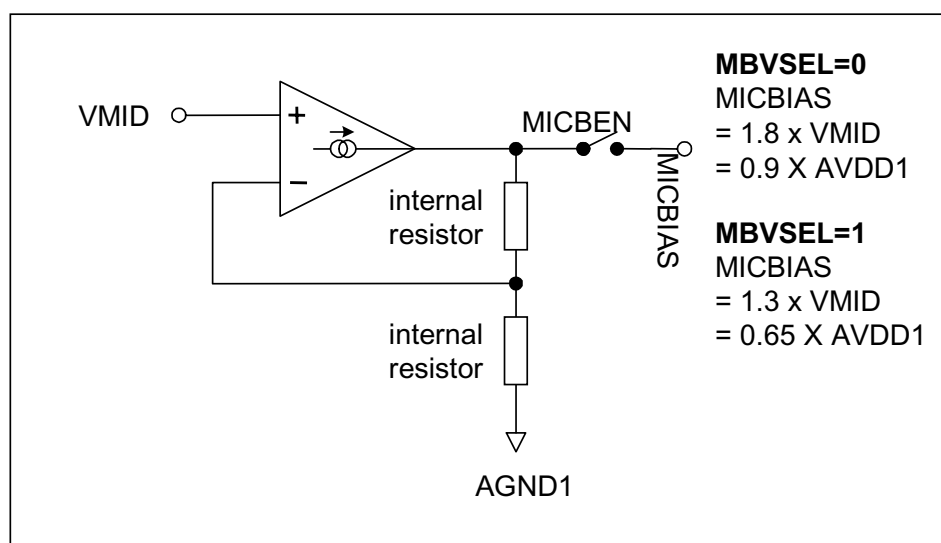 VMID
+
−
MICBEN
MICBIAS
internal
resistor
internal
resistor
AGND1
MBVSEL=0
MICBIAS
= 1.8 x VMID
= 0.9 X AVDD1
MBVSEL=1
MICBIAS
= 1.3 x VMID
= 0.65 X AVDD1